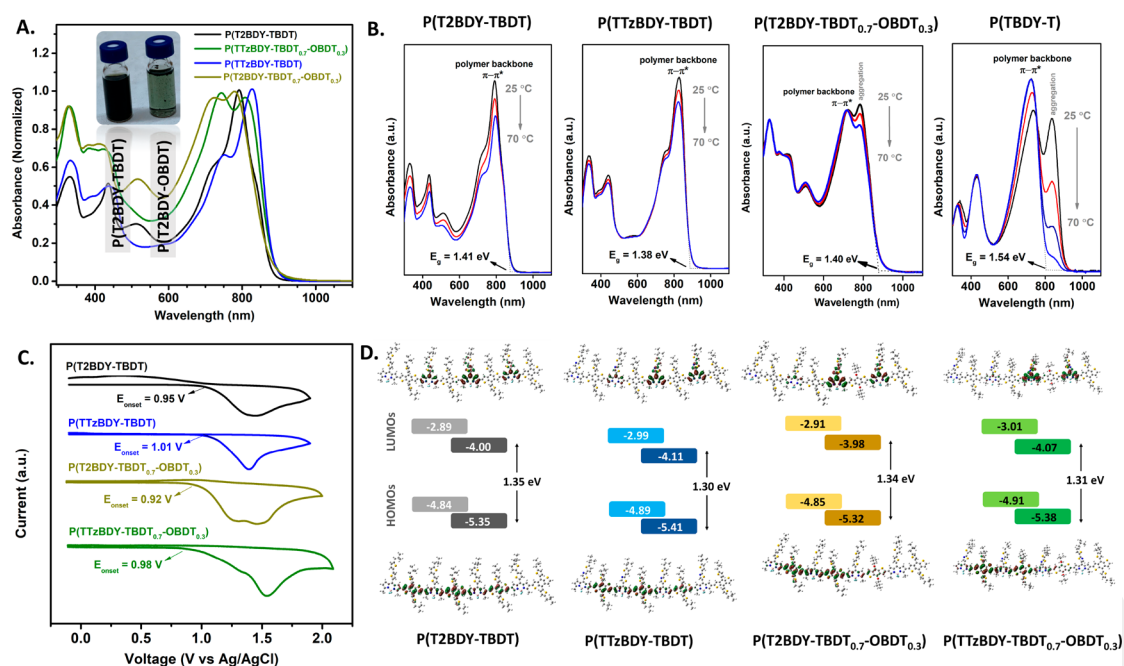 A.
P(T2BDY-TBDT)
P(TTzBDY-TBDT0.7-OBDT0.3)
P(TTzBDY-TBDT)
P(T2BDY-TBDT0.7-OBDT0.3)
P(T2BDY-TBDT)
P(T2BDY-OBDT)
Absorbance (Normalized)
1.2
1.0
0.8
0.6
0.4
0.2
0.0
400 600 800 1000
Wavelength (nm)
B.
P(T2BDY-TBDT)
polymer backbone
π−π*
25 °C
70 °C
Eg = 1.41 eV
Absorbance (a.u.)
400 600 800 1000
Wavelength (nm)
P(TTzBDY-TBDT)
polymer backbone
π−π*
25 °C
70 °C
Eg = 1.38 eV
Absorbance (a.u.)
400 600 800 1000
Wavelength (nm)
P(T2BDY-TBDT0.7-OBDT0.3)
polymer backbone
π−π*
aggregation
25 °C
70 °C
Eg = 1.40 eV
Absorbance (a.u.)
400 600 800 1000
Wavelength (nm)
P(TBDY-T)
polymer backbone
π−π*
aggregation
25 °C
70 °C
Eg = 1.54 eV
Absorbance (a.u.)
400 600 800 1000
Wavelength (nm)
C.
P(T2BDY-TBDT)
Eonset = 0.95 V
P(TTzBDY-TBDT)
Eonset = 1.01 V
P(T2BDY-TBDT0.7-OBDT0.3)
Eonset = 0.92 V
P(TTzBDY-TBDT0.7-OBDT0.3)
Eonset = 0.98 V
Current (a.u.)
0.0 0.5 1.0 1.5 2.0
Voltage (V vs Ag/AgCl)
D.
LUMOs
HOMOs
-2.89
-4.00
1.35 eV
-4.84
-5.35
P(T2BDY-TBDT)
-2.99
-4.11
1.30 eV
-4.89
-5.41
P(TTzBDY-TBDT)
-2.91
-3.98
1.34 eV
-4.85
-5.32
P(T2BDY-TBDT0.7-OBDT0.3)
-3.01
-4.07
1.31 eV
-4.91
-5.38
P(TTzBDY-TBDT0.7-OBDT0.3)